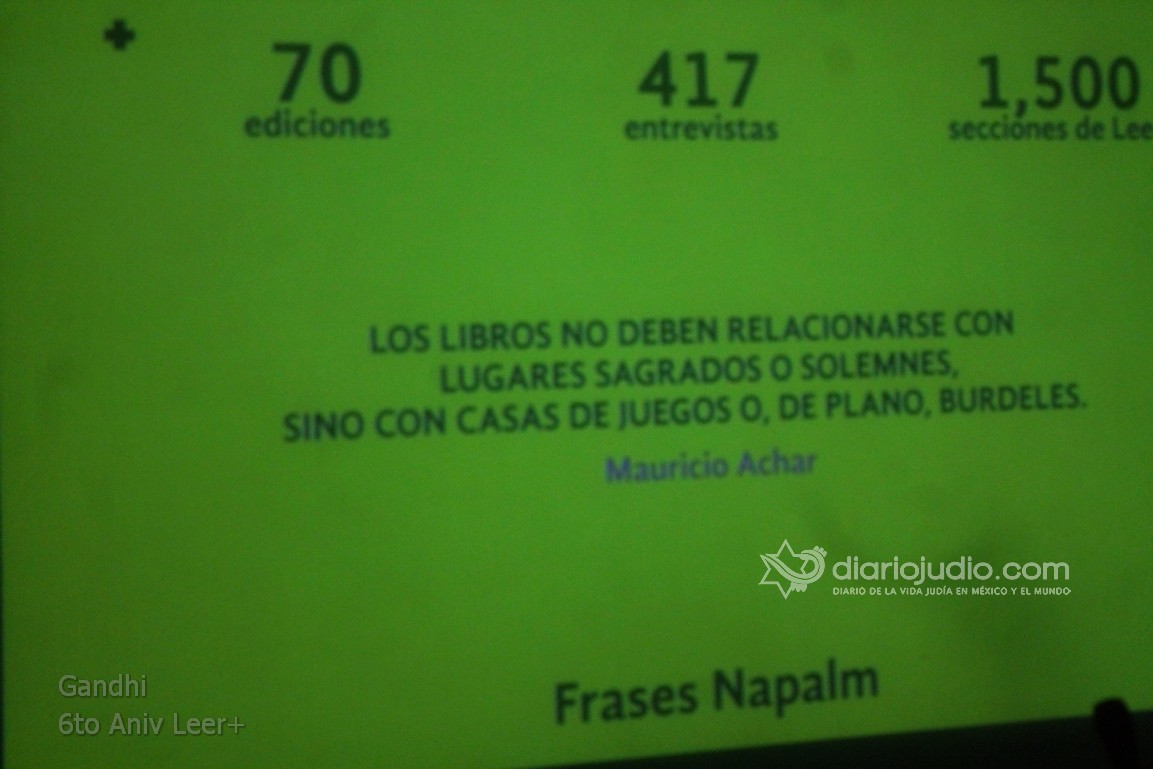 70
ediciones
417
entrevistas
1,500
secciones de Lee
LOS LIBROS NO DEBEN RELACIONARSE CON
LUGARES SAGRADOS O SOLEMNES,
SINO CON CASAS DE JUEGOS O, DE PLANO, BURDELES.
Mauricio Achar
diariojudio.com
DIARIO DE LA VIDA JUDÍA EN MÉXICO Y EL MUNDO
Frases Napalm
Gandhi
6to Aniv Leer+